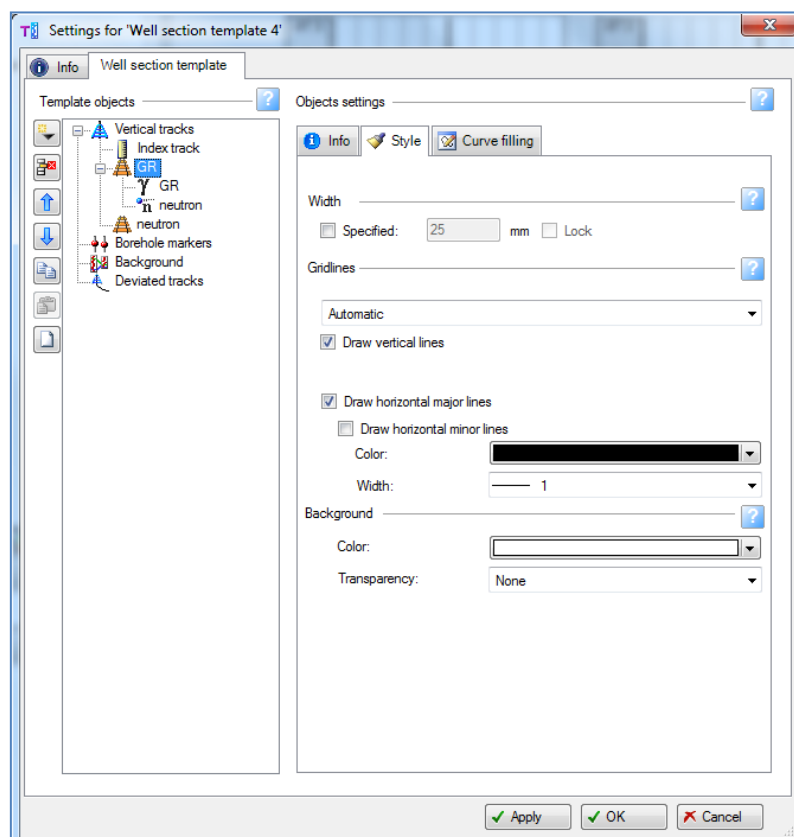 Settings for 'Well section template 4'
Info
Well section template
Template objects
?
Vertical tracks
Index track
GR
GR
neutron
neutron
Borehole markers
Background
Deviated tracks
Objects settings
?
Info
Style
Curve filling
Width
?
Specified: 25 mm Lock
Gridlines
?
Automatic
Draw vertical lines
Draw horizontal major lines
Draw horizontal minor lines
Color:
Width: 1
Background
?
Color:
Transparency: None
Apply
OK
Cancel